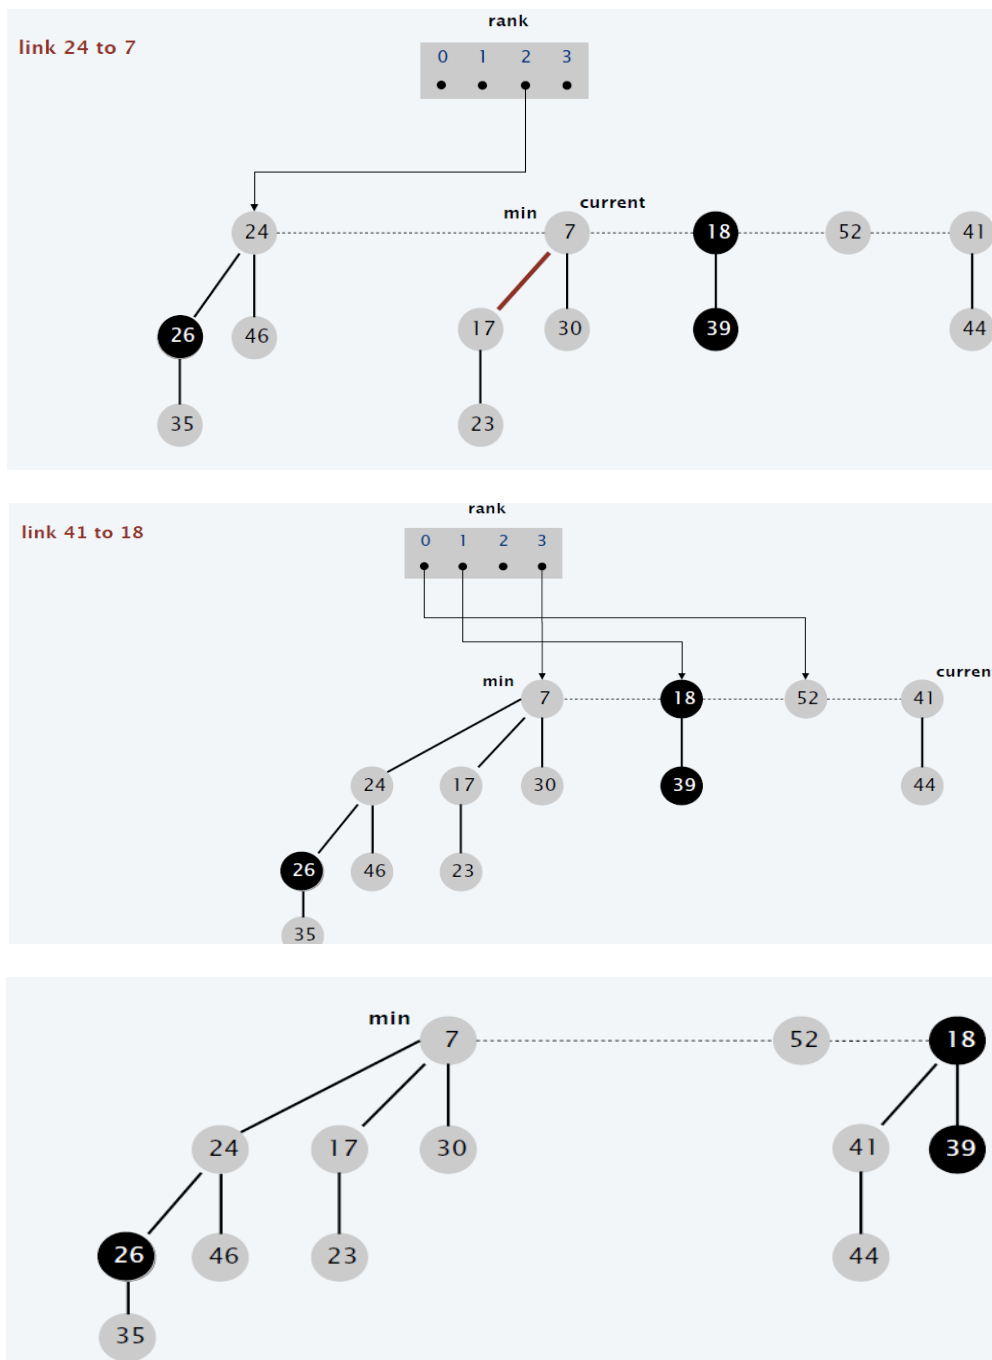 rank
link 24 to 7
0 1 2 3
current
min
24 7 18 52 41
26 46 17 30 39 44
35 23
rank
link 41 to 18
0 1 2 3
current
min
7 18 52 41
24 17 30 39 44
26 46 23
35
min
7 52 18
24 17 30 41 39
26 46 23 44
35